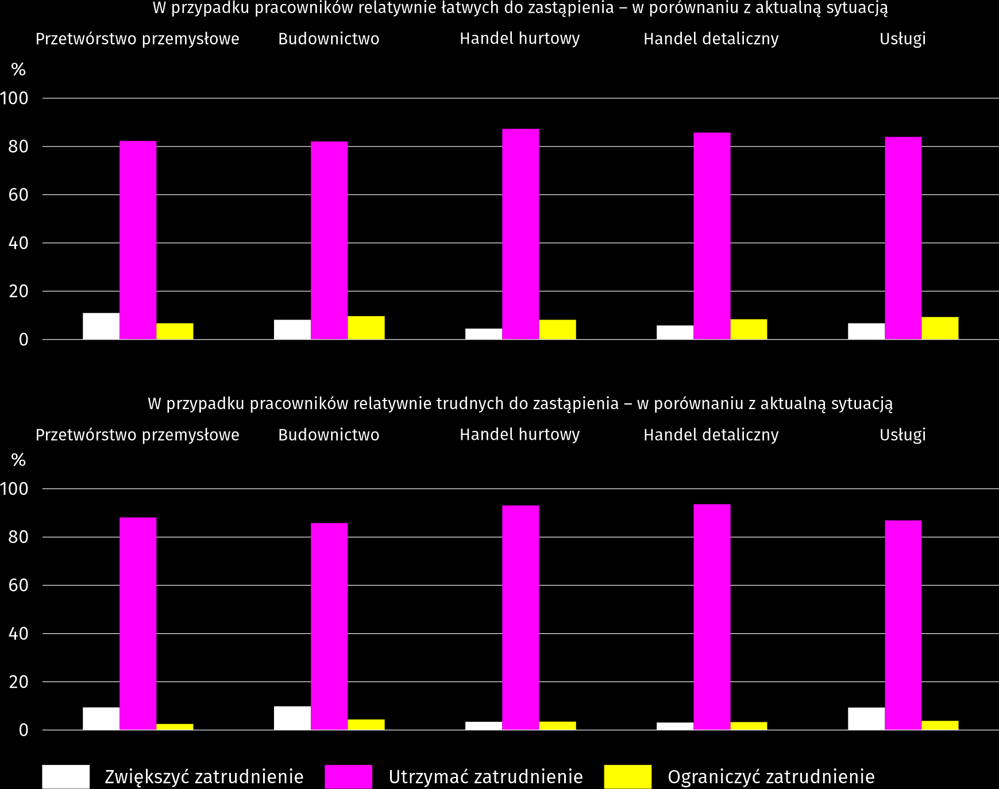 W przypadku pracowników relatywnie łatwych do zastąpienia – w porównaniu z aktualną sytuacją
Przetwórstwo przemysłowe Budownictwo Handel hurtowy Handel detaliczny Usługi
%
100
80
60
40
20
0
W przypadku pracowników relatywnie trudnych do zastąpienia – w porównaniu z aktualną sytuacją
Przetwórstwo przemysłowe Budownictwo Handel hurtowy Handel detaliczny Usługi
%
100
80
60
40
20
0
Zwiększyć zatrudnienie Utrzymać zatrudnienie Ograniczyć zatrudnienie